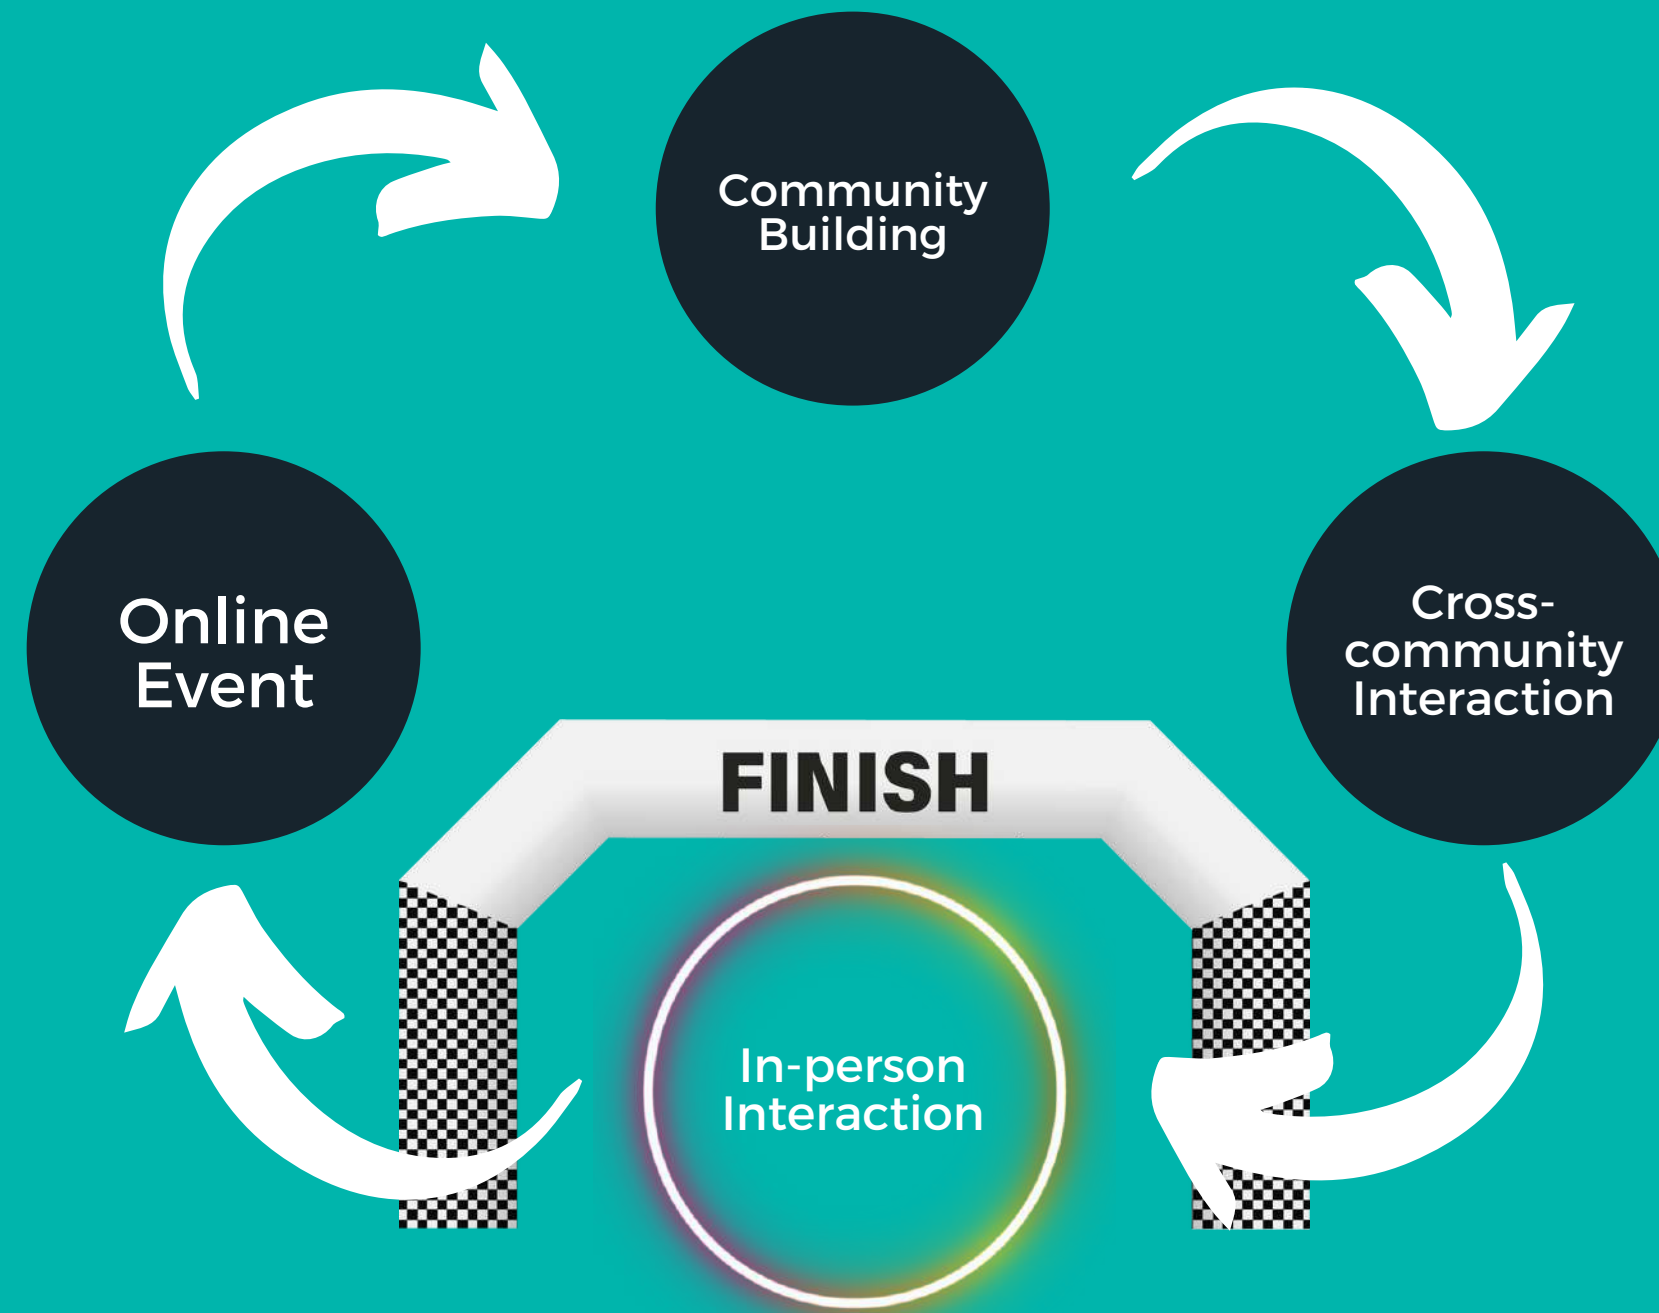 Community
Building
Online
Event
Cross-
community
Interaction
FINISH
In-person
Interaction